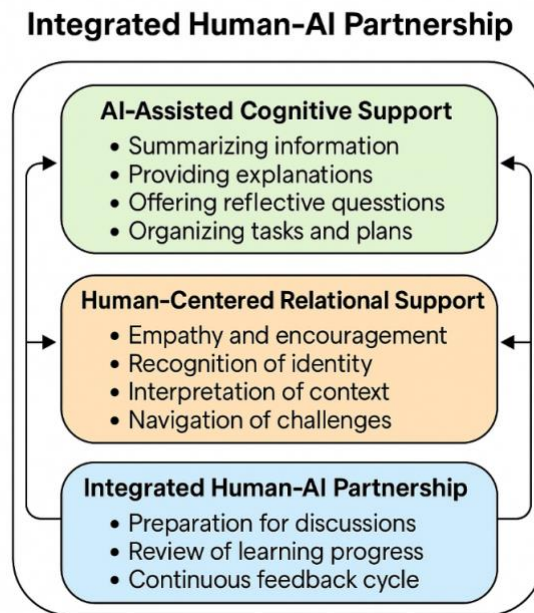 Integrated Human-AI Partnership
AI-Assisted Cognitive Support
• Summarizing information
• Providing explanations
• Offering reflective quesstions
• Organizing tasks and plans
Human-Centered Relational Support
• Empathy and encouragement
• Recognition of identity
• Interpretation of context
• Navigation of challenges
Integrated Human-AI Partnership
• Preparation for discussions
• Review of learning progress
• Continuous feedback cycle